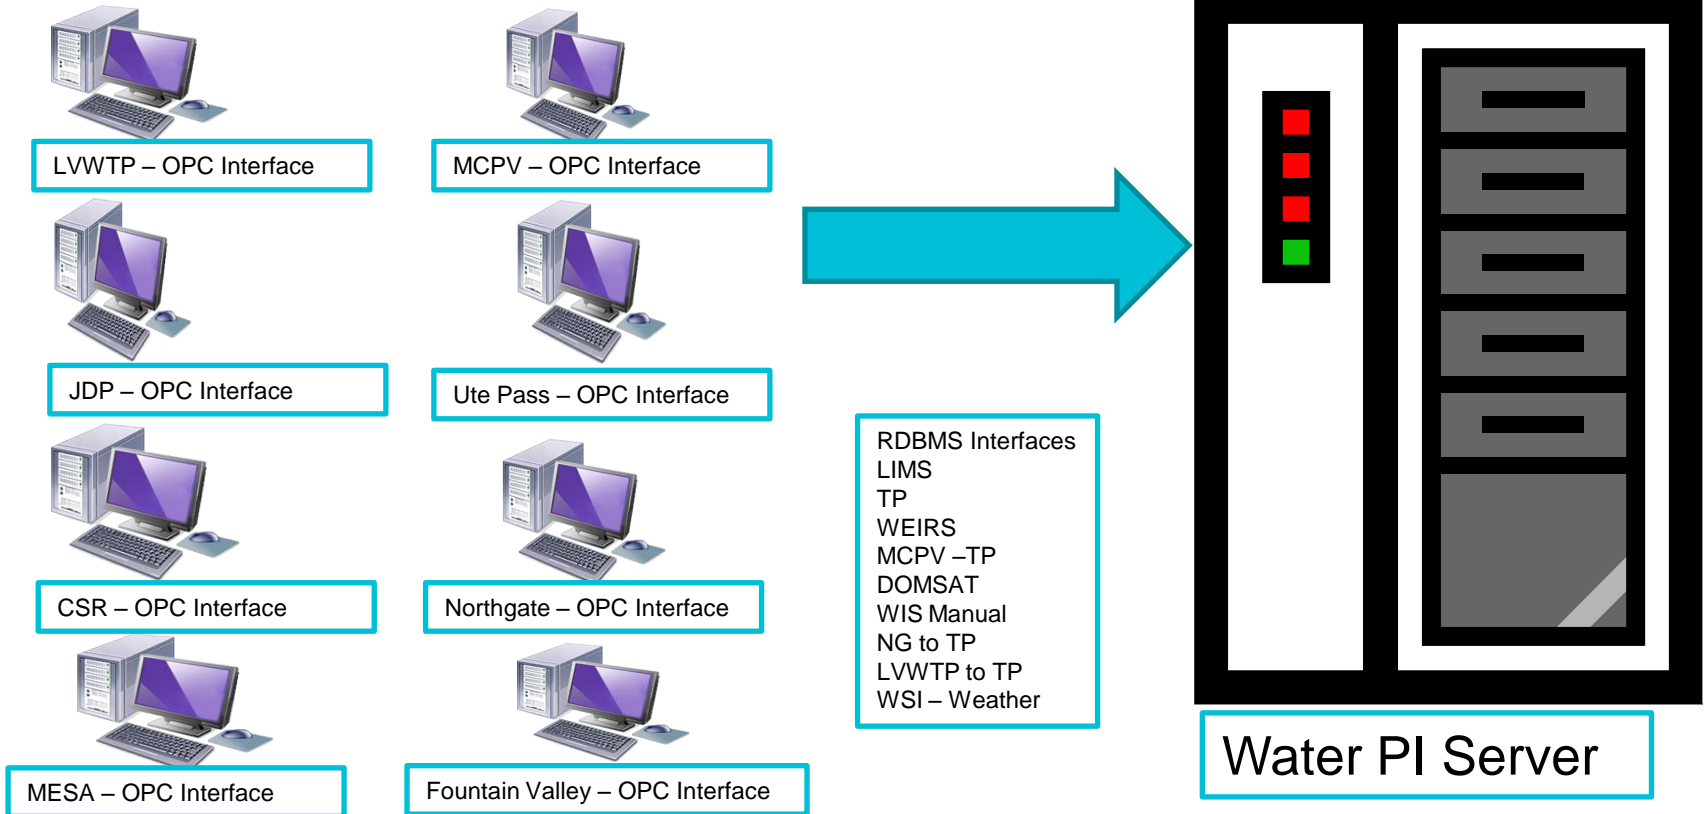 LVWTP – OPC Interface
MCPV – OPC Interface
JDP – OPC Interface
Ute Pass – OPC Interface
CSR – OPC Interface
Northgate – OPC Interface
MESA – OPC Interface
Fountain Valley – OPC Interface
RDBMS Interfaces
LIMS
TP
WEIRS
MCPV –TP
DOMSAT
WIS Manual
NG to TP
LVWTP to TP
WSI – Weather
Water PI Server